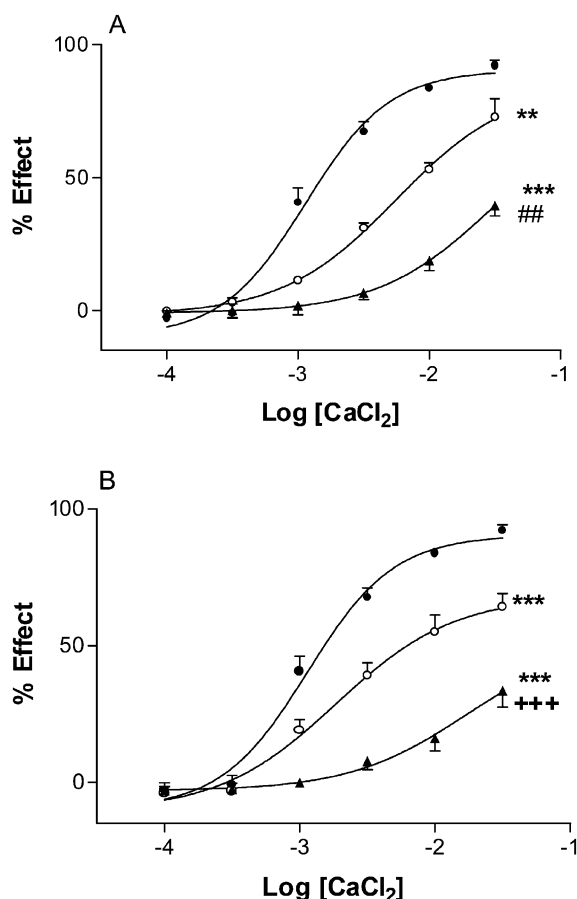 A
100
50
0
% Effect
**
***
##
-4 -3 -2 -1
Log [CaCl2]
B
100
50
0
% Effect
***
***
+++
-4 -3 -2 -1
Log [CaCl2]